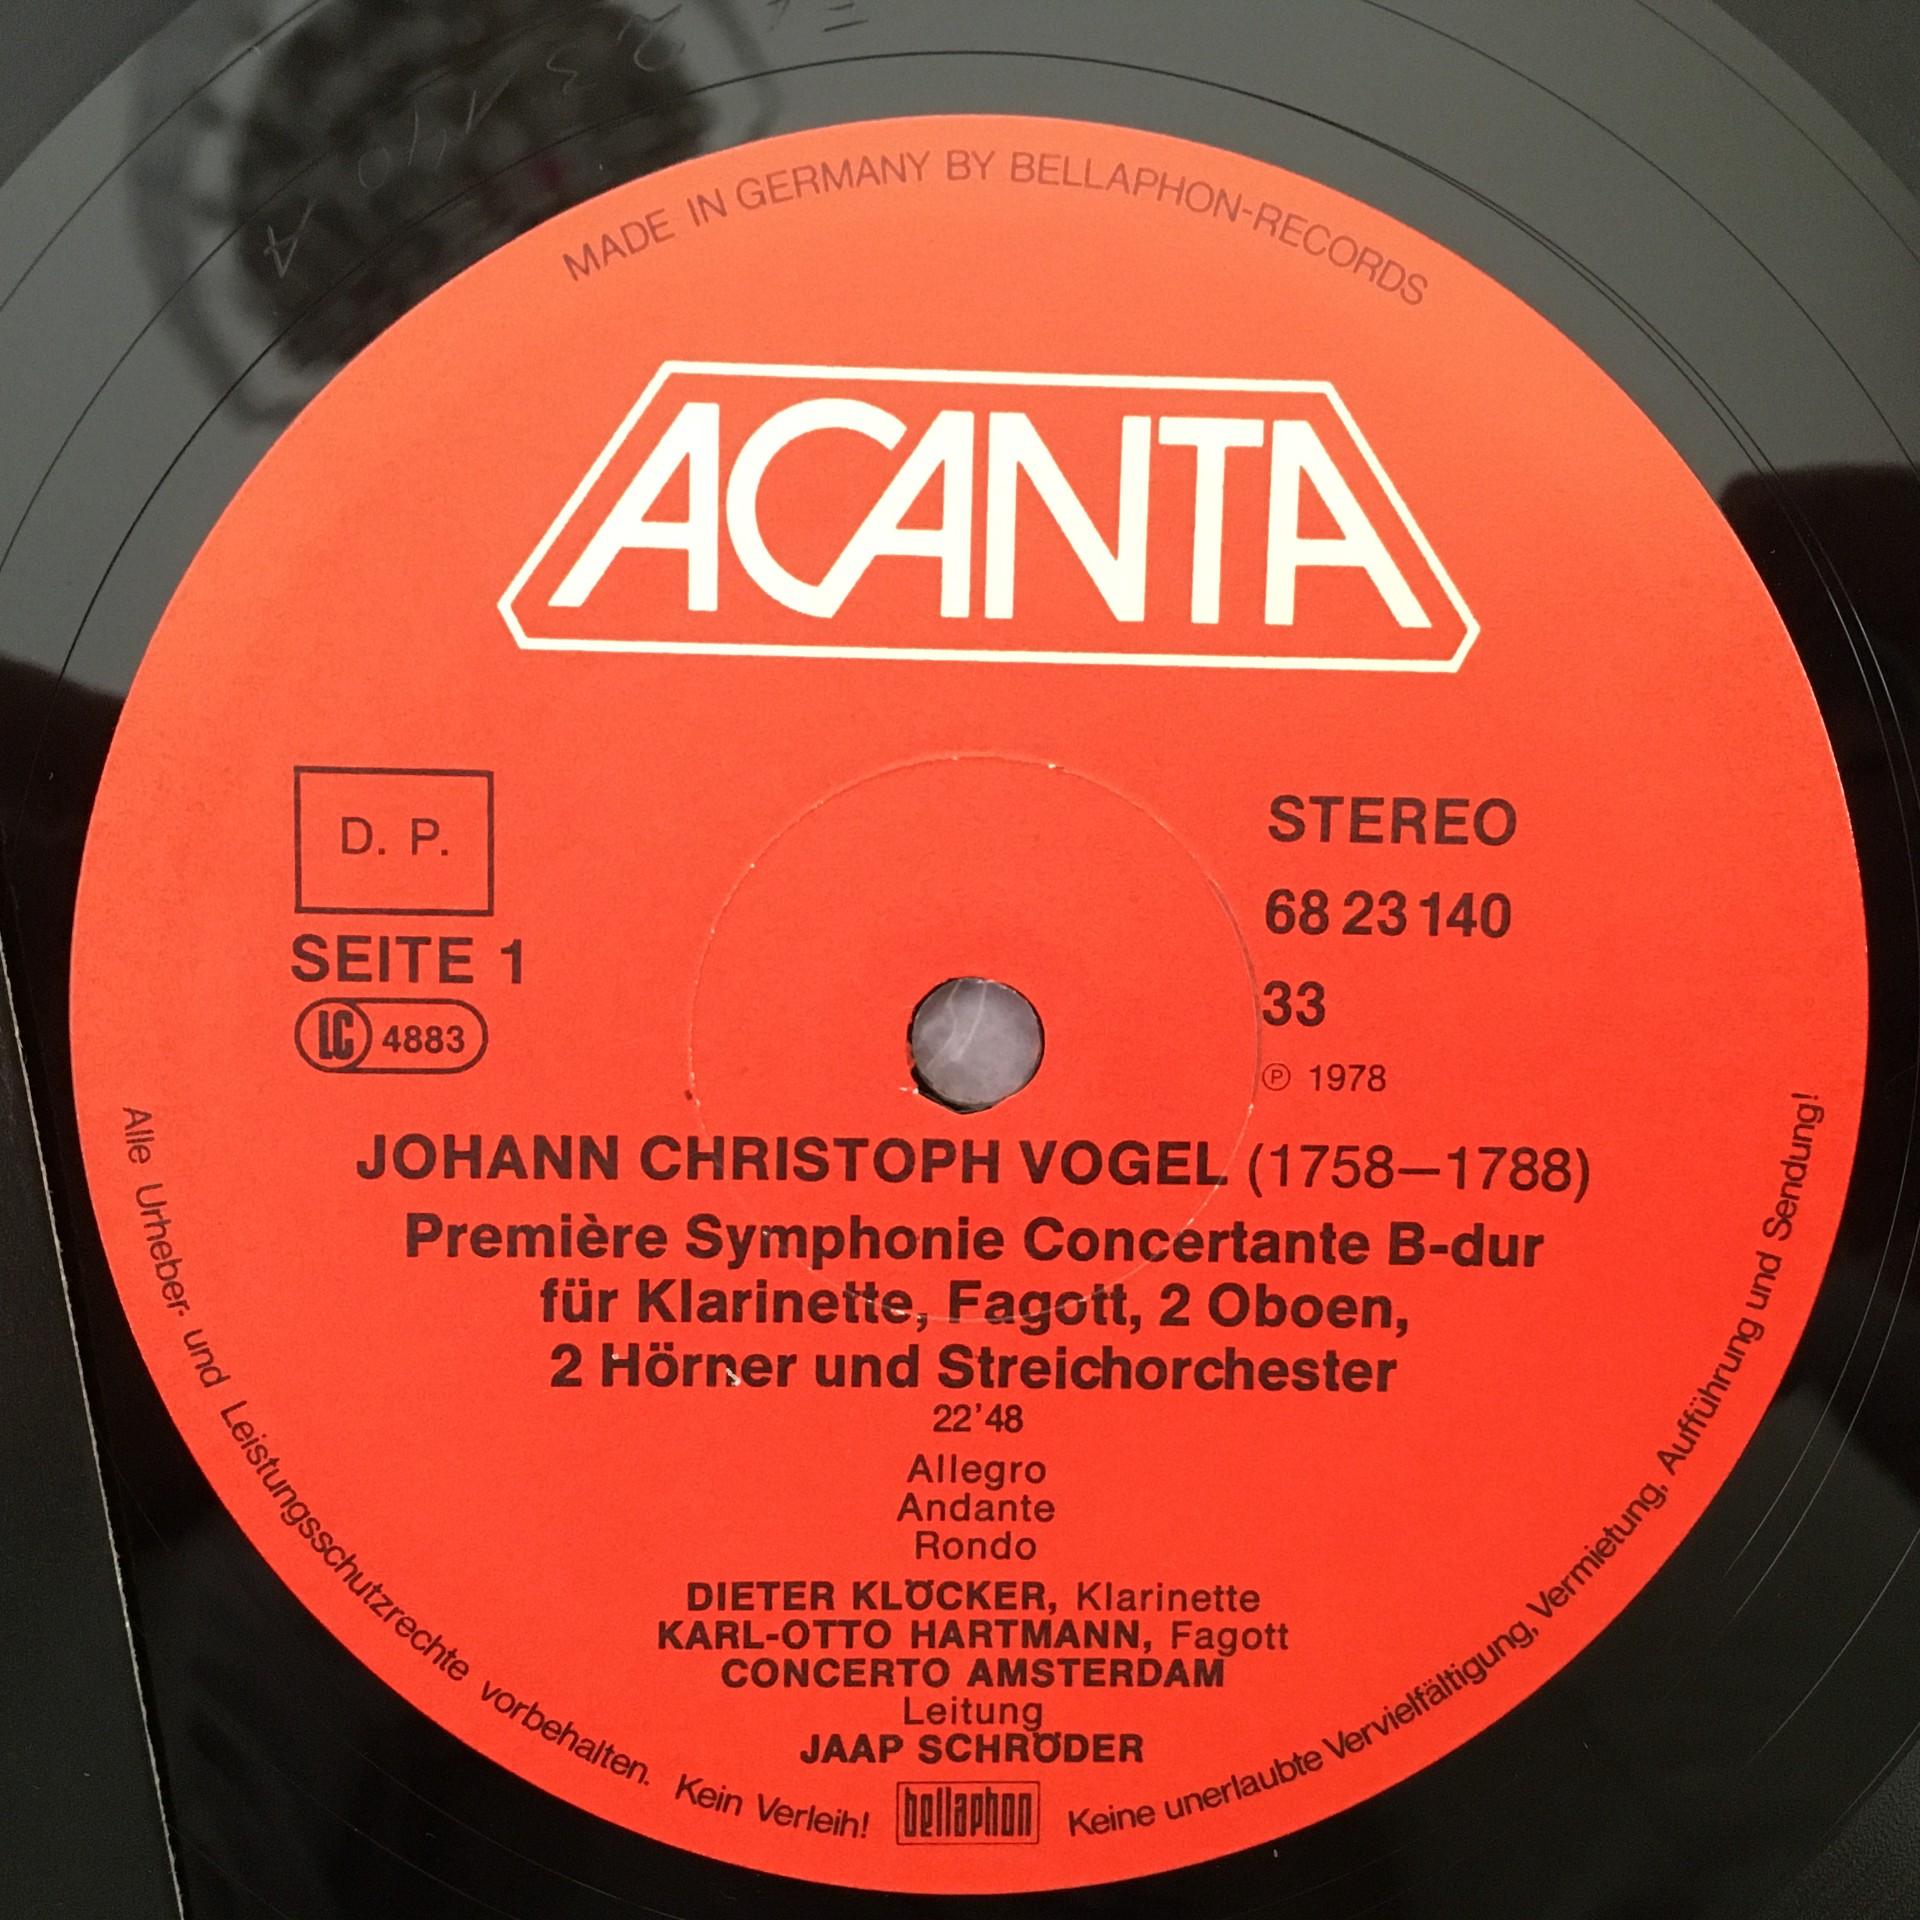 MADE IN GERMANY BY BELLAPHON-RECORDS
ACANTA
D. P.
SEITE 1
LC 4883
STEREO
68 23 140
33
℗ 1978
JOHANN CHRISTOPH VOGEL (1758—1788)
Première Symphonie Concertante B-dur
für Klarinette, Fagott, 2 Oboen,
2 Hörner und Streichorchester
22'48
Allegro
Andante
Rondo
DIETER KLÖCKER, Klarinette
KARL-OTTO HARTMANN, Fagott
CONCERTO AMSTERDAM
Leitung
JAAP SCHRÖDER
bellaphon
Alle Urheber- und Leistungsschutzrechte vorbehalten. Kein Verleih!
Keine unerlaubte Vervielfältigung, Vermietung, Aufführung und Sendung!